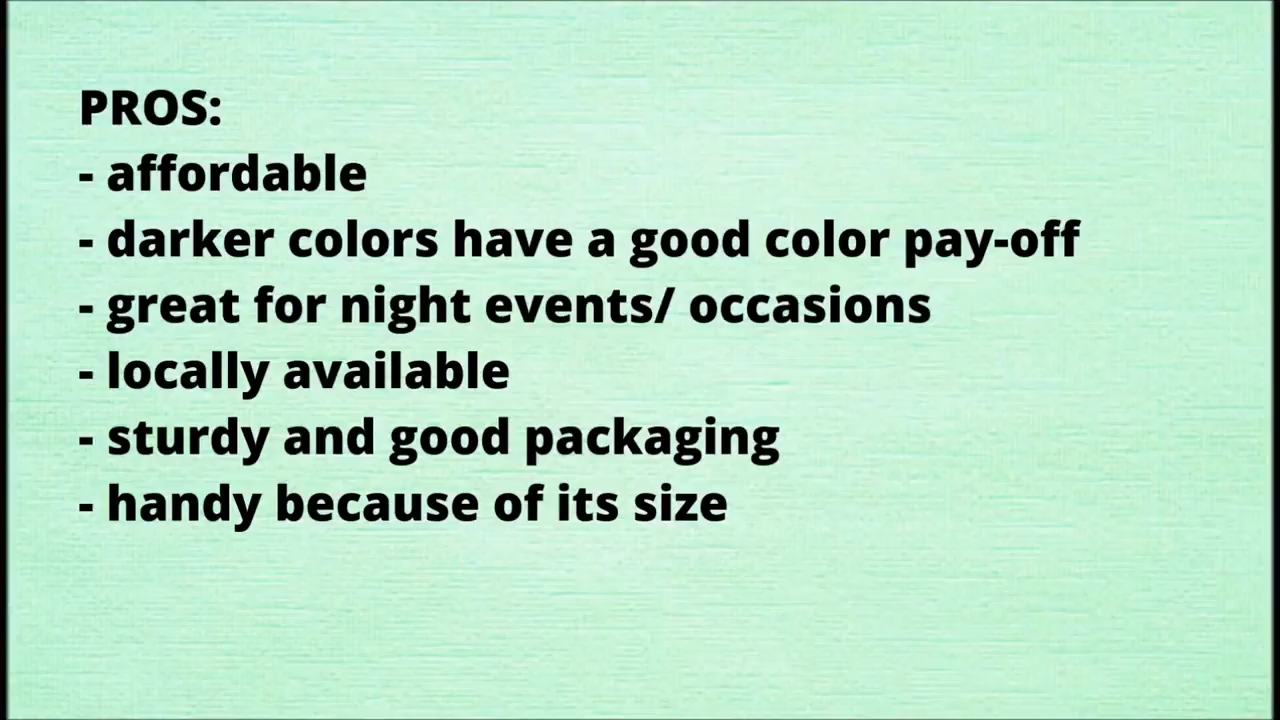 PROS:
- affordable
- darker colors have a good color pay-off
- great for night events/ occasions
- locally available
- sturdy and good packaging
- handy because of its size